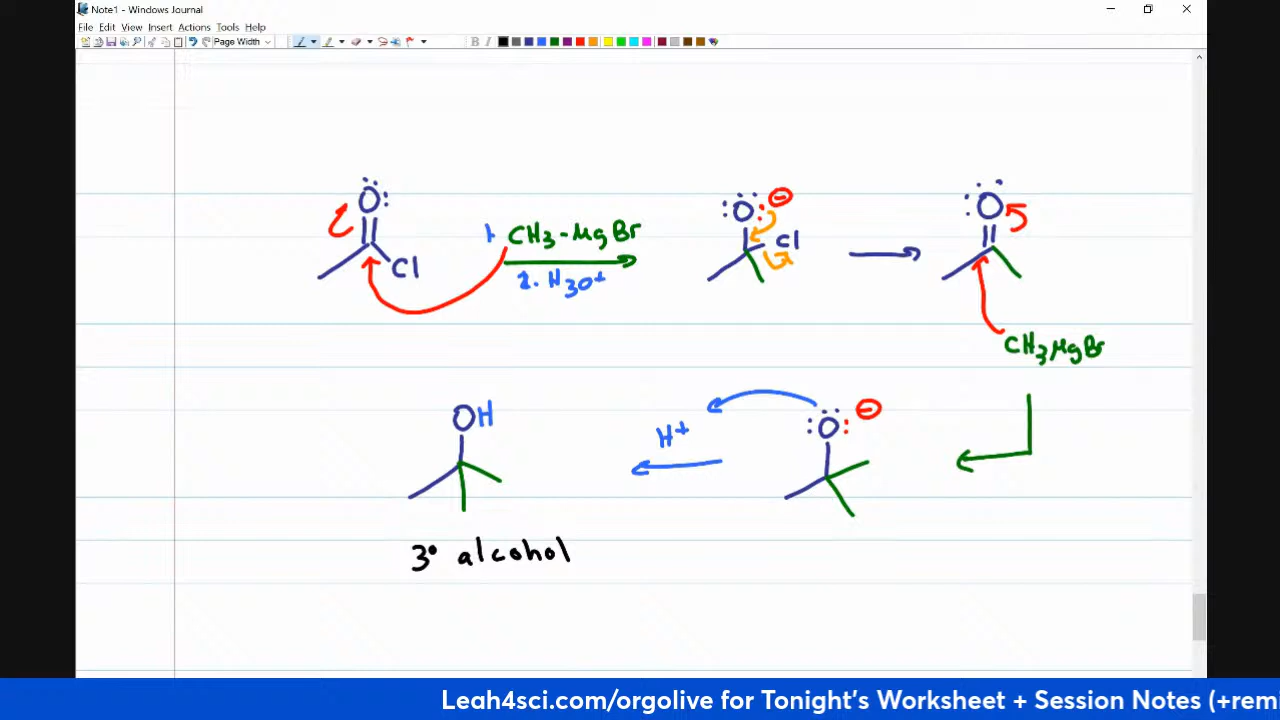 Note1 - Windows Journal
File Edit View Insert Actions Tools Help
Page Width
B I
O
Cl
1. CH3-MgBr
2. H3O+
O ⊖
Cl
O
CH3MgBr
OH
H+
O ⊖
3° alcohol
Leah4sci.com/orgolive for Tonight's Worksheet + Session Notes (+rem